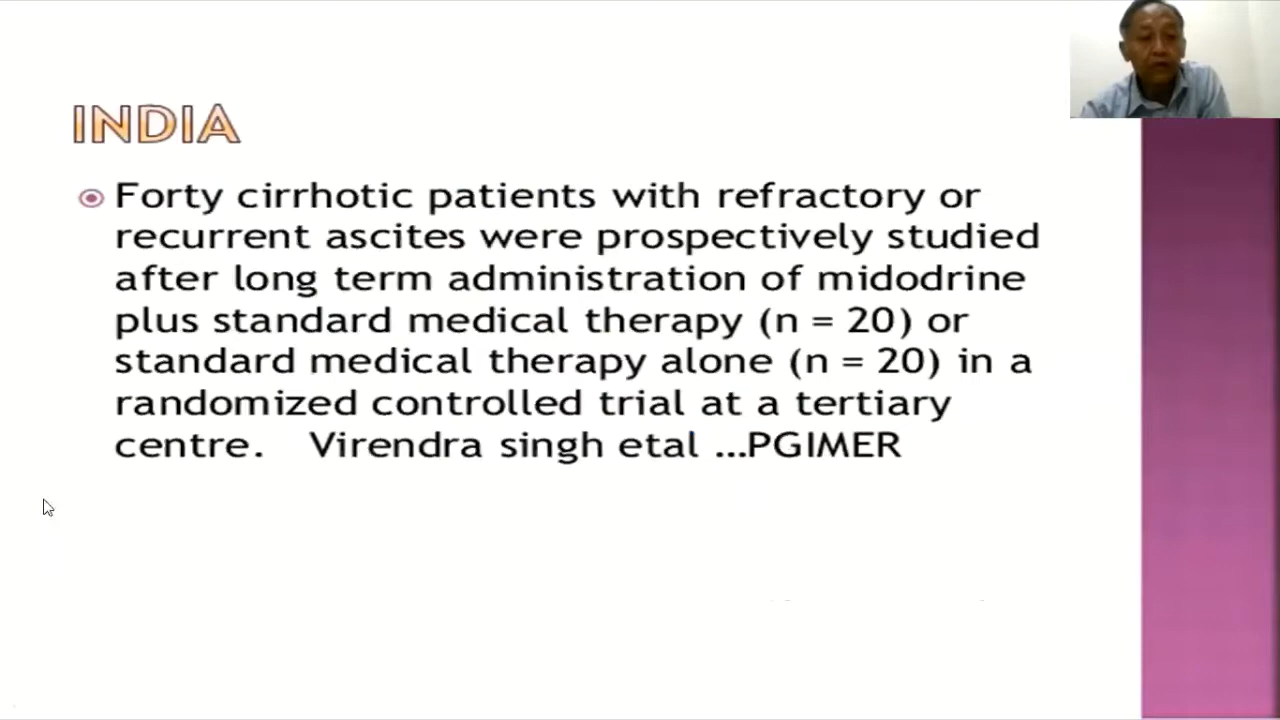 INDIA
Forty cirrhotic patients with refractory or
recurrent ascites were prospectively studied
after long term administration of midodrine
plus standard medical therapy (n = 20) or
standard medical therapy alone (n = 20) in a
randomized controlled trial at a tertiary
centre. Virendra singh etal ...PGIMER